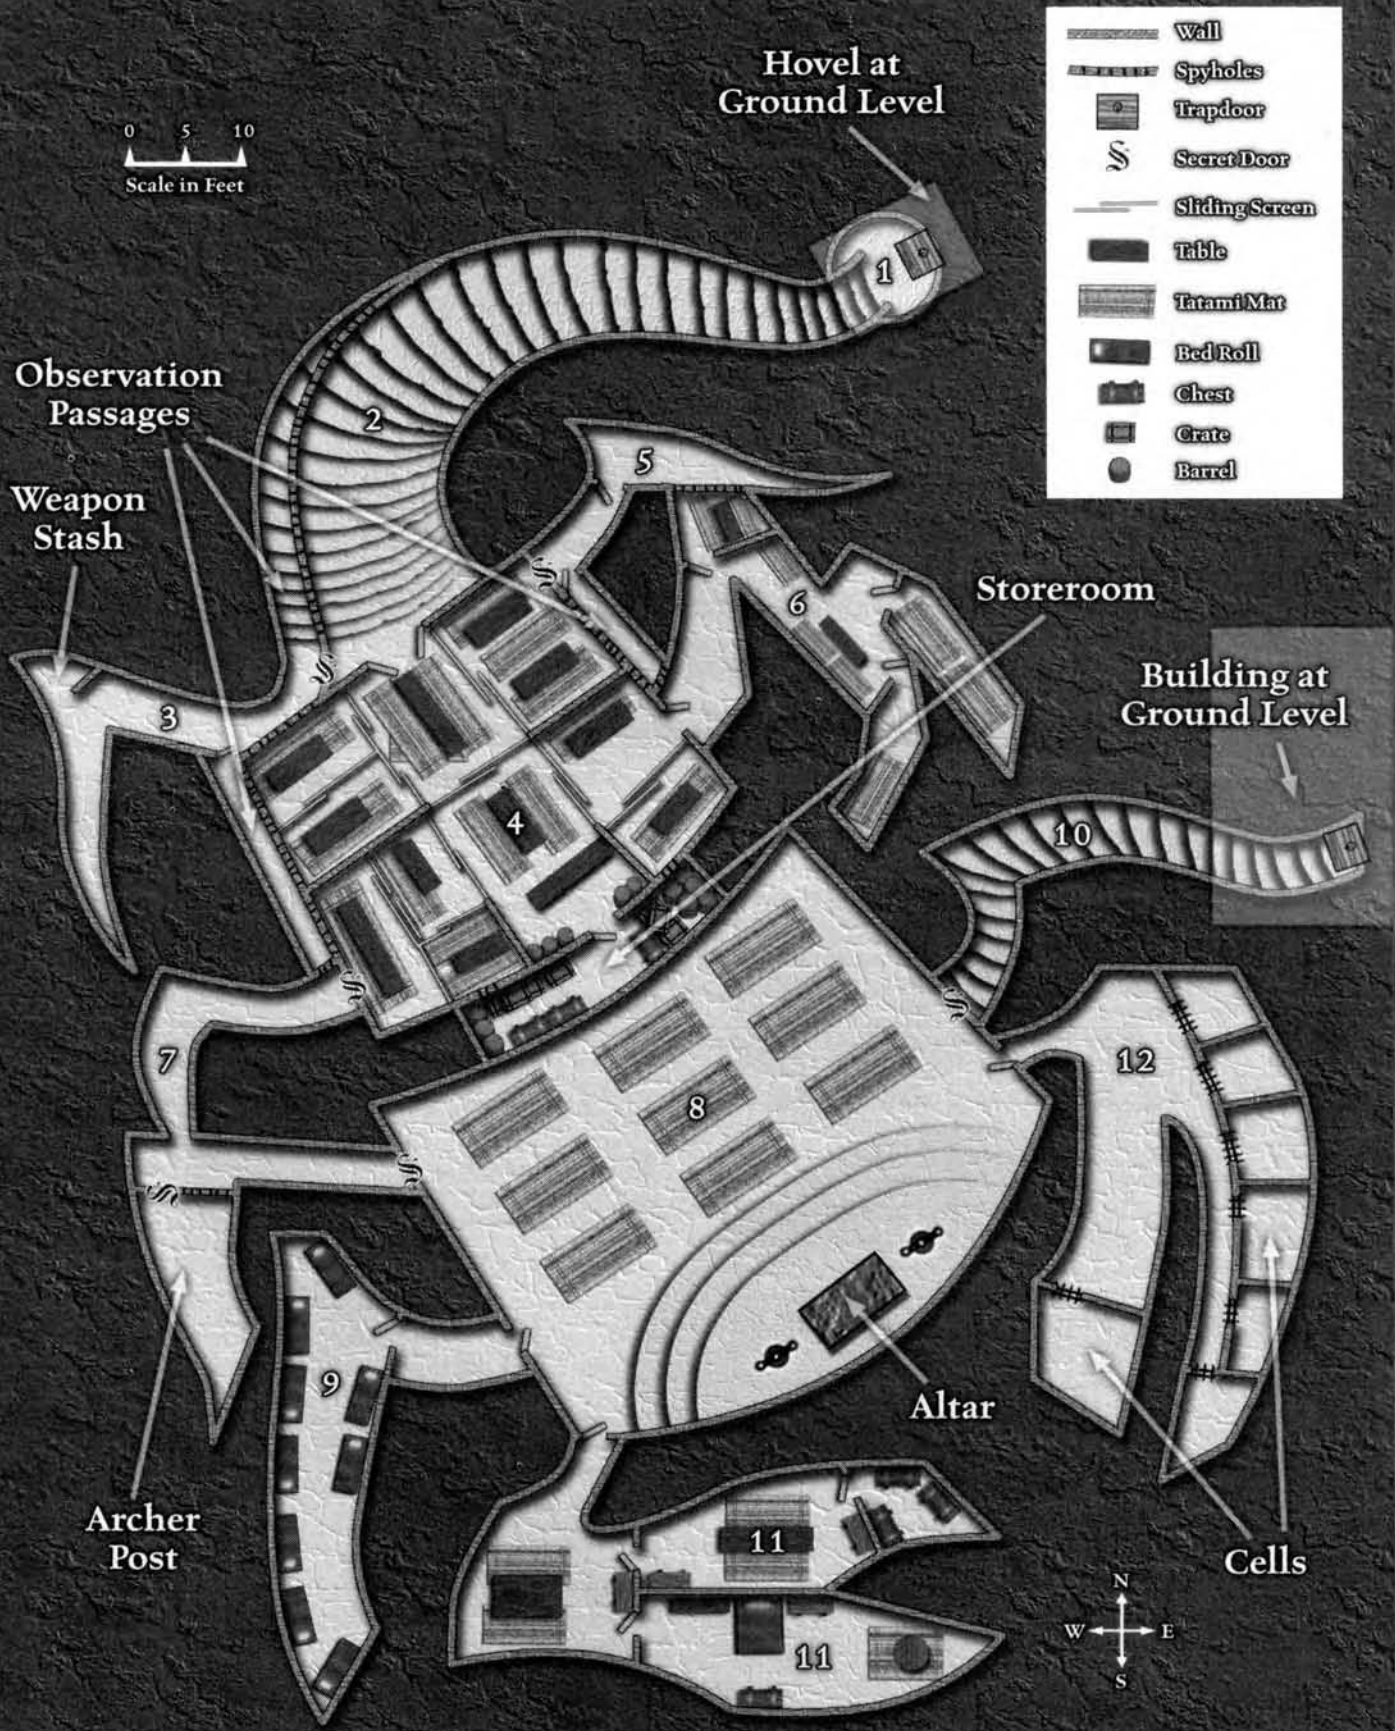 Hovel at
Ground Level
Wall
Spyholes
Trapdoor
Secret Door
Sliding Screen
Table
Tatami Mat
Bed Roll
Chest
Crate
Barrel
0 5 10
Scale in Feet
1
2
Observation
Passages
Weapon
Stash
5
Storeroom
6
Building at
Ground Level
3
4
10
7
8
12
9
Altar
Archer
Post
11
11
Cells
N
W E
S
S
S
S
S
S
S
S